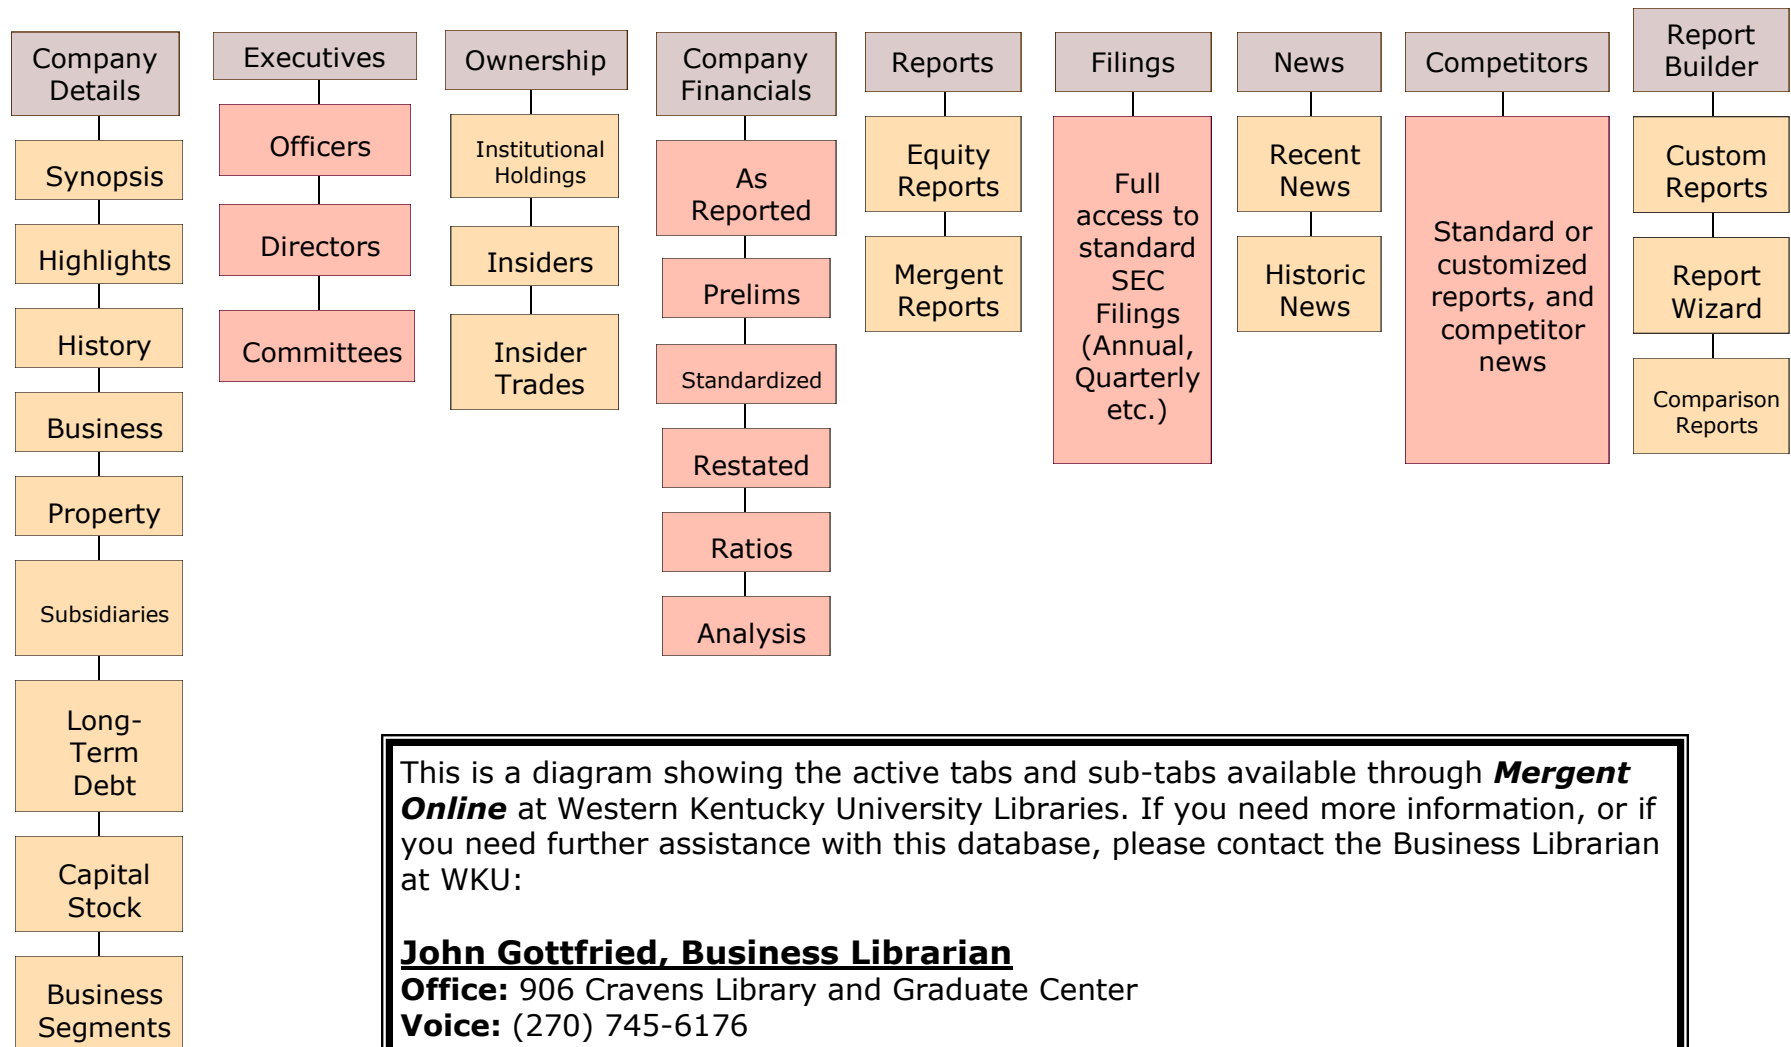 Company
Details
Synopsis
Highlights
History
Business
Property
Subsidiaries
Long-
Term
Debt
Capital
Stock
Business
Segments
Executives
Officers
Directors
Committees
Ownership
Institutional
Holdings
Insiders
Insider
Trades
Company
Financials
As
Reported
Prelims
Standardized
Restated
Ratios
Analysis
Reports
Equity
Reports
Mergent
Reports
Filings
Full
access to
standard
SEC
Filings
(Annual,
Quarterly
etc.)
News
Recent
News
Historic
News
Competitors
Standard or
customized
reports, and
competitor
news
Report
Builder
Custom
Reports
Report
Wizard
Comparison
Reports
This is a diagram showing the active tabs and sub-tabs available through Mergent
Online at Western Kentucky University Libraries. If you need more information, or if
you need further assistance with this database, please contact the Business Librarian
at WKU:
John Gottfried, Business Librarian
Office: 906 Cravens Library and Graduate Center
Voice: (270) 745-6176